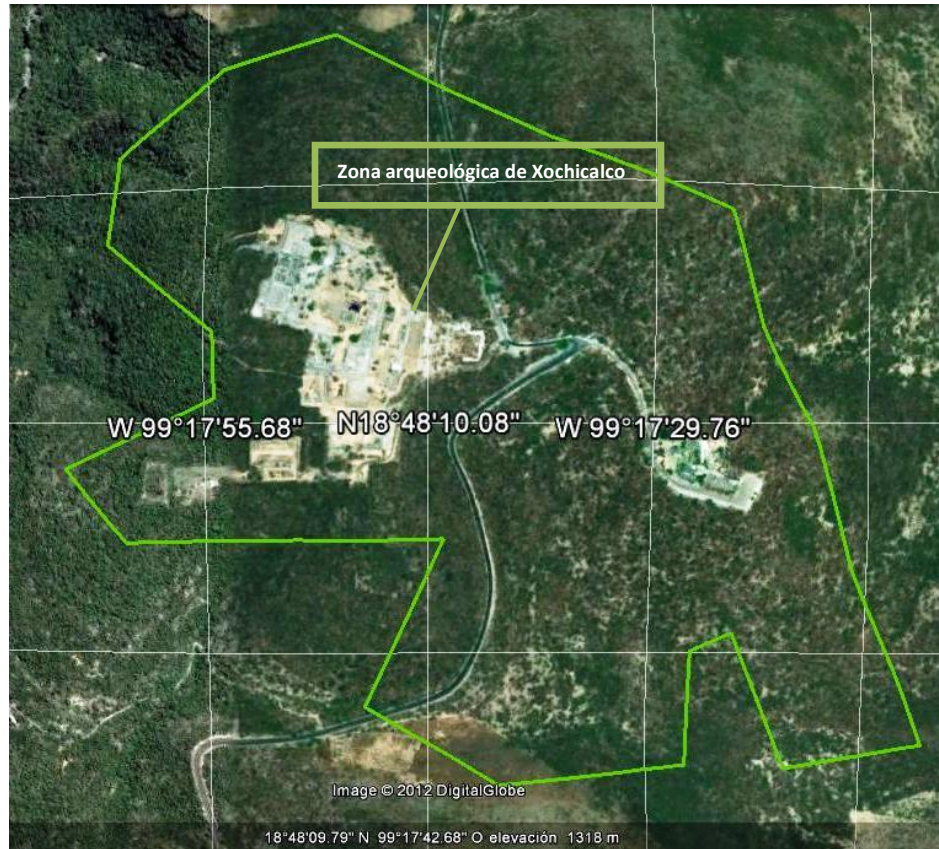 Zona arqueológica de Xochicalco
W 99°17'55.68" N18°48'10.08" W 99°17'29.76"
Image © 2012 DigitalGlobe
18°48'09.79" N 99°17'42.68" O elevación 1318 m